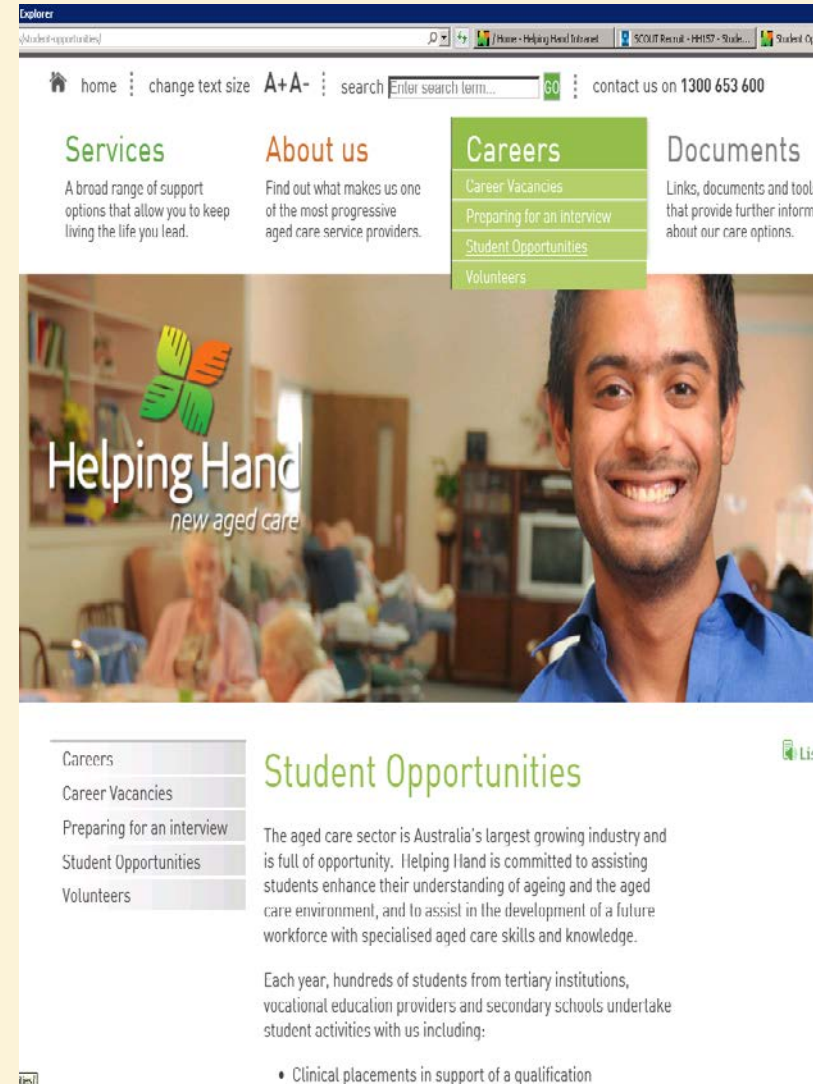 Explorer
s/student-opportunities/
/ Home - Helping Hand Intranet
SCOUT Recruit - HH157 - Stude...
Student Op
home
change text size A+A-
search Enter search term... GO
contact us on 1300 653 600
Services
A broad range of support
options that allow you to keep
living the life you lead.
About us
Find out what makes us one
of the most progressive
aged care service providers.
Careers
Career Vacancies
Preparing for an interview
Student Opportunities
Volunteers
Documents
Links, documents and tool
that provide further inform
about our care options.
Helping Hand
new aged care
Careers
Career Vacancies
Preparing for an interview
Student Opportunities
Volunteers
Student Opportunities
Lis
The aged care sector is Australia's largest growing industry and
is full of opportunity. Helping Hand is committed to assisting
students enhance their understanding of ageing and the aged
care environment, and to assist in the development of a future
workforce with specialised aged care skills and knowledge.
Each year, hundreds of students from tertiary institutions,
vocational education providers and secondary schools undertake
student activities with us including:
• Clinical placements in support of a qualification